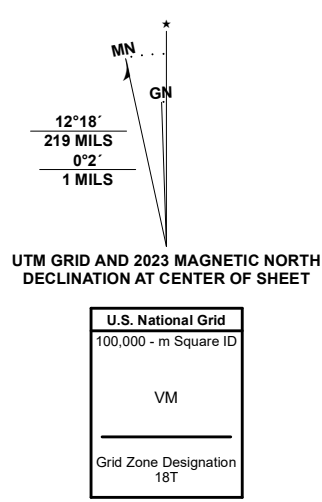 ★
MN
GN
12°18´
219 MILS
0°2´
1 MILS
UTM GRID AND 2023 MAGNETIC NORTH
DECLINATION AT CENTER OF SHEET
U.S. National Grid
100,000 - m Square ID
VM
Grid Zone Designation
18T